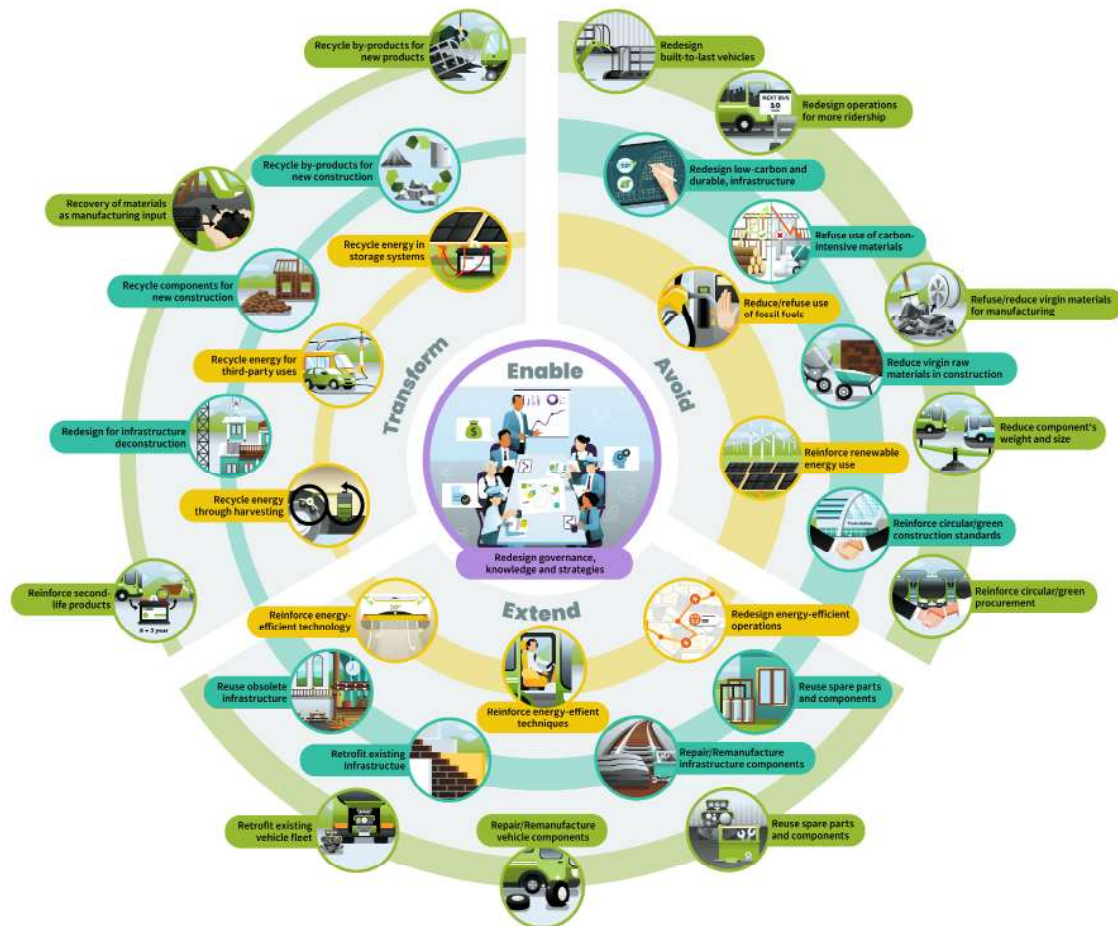 Recycle by-products for
new products
Redesign
built-to-last vehicles
NEXT BUS
10
Redesign operations
for more ridership
Recycle by-products for
new construction
Redesign low-carbon and
durable, infrastructure
Recovery of materials
as manufacturing input
Refuse use of carbon-
intensive materials
Recycle energy in
storage systems
Recycle components for
new construction
Reduce/refuse use
of fossil fuels
Refuse/reduce virgin materials
for manufacturing
Recycle energy for
third-party uses
Transform
Enable
Avoid
Reduce virgin raw
materials in construction
Redesign for infrastructure
deconstruction
$
Reduce component's
weight and size
Reinforce renewable
energy use
Recycle energy
through harvesting
Reinforce circular/green
construction standards
Redesign governance,
knowledge and strategies
Reinforce second-
life products
6 + 3 year
Reinforce circular/green
procurement
Extend
Reinforce energy-
efficient technology
Redesign energy-efficient
operations
Reuse obsolete
infrastructure
Reinforce energy-effient
techniques
Reuse spare parts
and components
Retrofit existing
infrastructue
Repair/Remanufacture
infrastructure components
Retrofit existing
vehicle fleet
Repair/Remanufacture
vehicle components
Reuse spare parts
and components